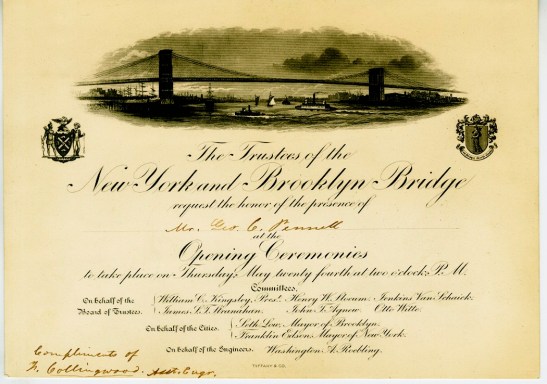 The Trustees of the
New York and Brooklyn Bridge
request the honor of the presence of
Mr. Geo. C. Pennell
at the
Opening Ceremonies
to take place on Thursday, May, twenty fourth at two o'clock, P. M.
Committees.
On behalf of the Board of Trustees.
William C. Kingsley, Pres. Henry W. Slocum. Jenkins Van Schaick.
James S. T. Stranahan. John T. Agnew. Otto Witte.
On behalf of the Cities.
Seth Low, Mayor of Brooklyn.
Franklin Edson, Mayor of New York.
On behalf of the Engineers. Washington A. Roebling.
Compliments of
F. Collingwood. Asst. Engr.
TIFFANY & CO.